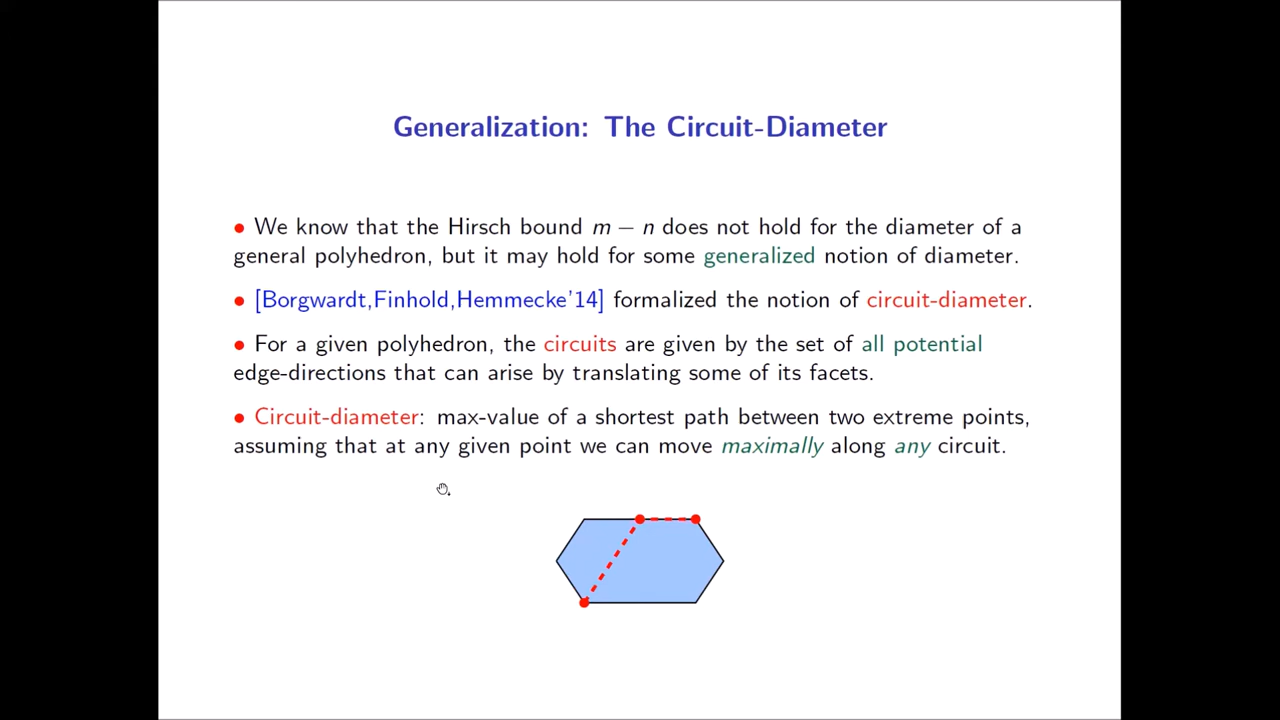 Generalization: The Circuit-Diameter
• We know that the Hirsch bound m − n does not hold for the diameter of a
general polyhedron, but it may hold for some generalized notion of diameter.
• [Borgwardt,Finhold,Hemmecke'14] formalized the notion of circuit-diameter.
• For a given polyhedron, the circuits are given by the set of all potential
edge-directions that can arise by translating some of its facets.
• Circuit-diameter: max-value of a shortest path between two extreme points,
assuming that at any given point we can move maximally along any circuit.